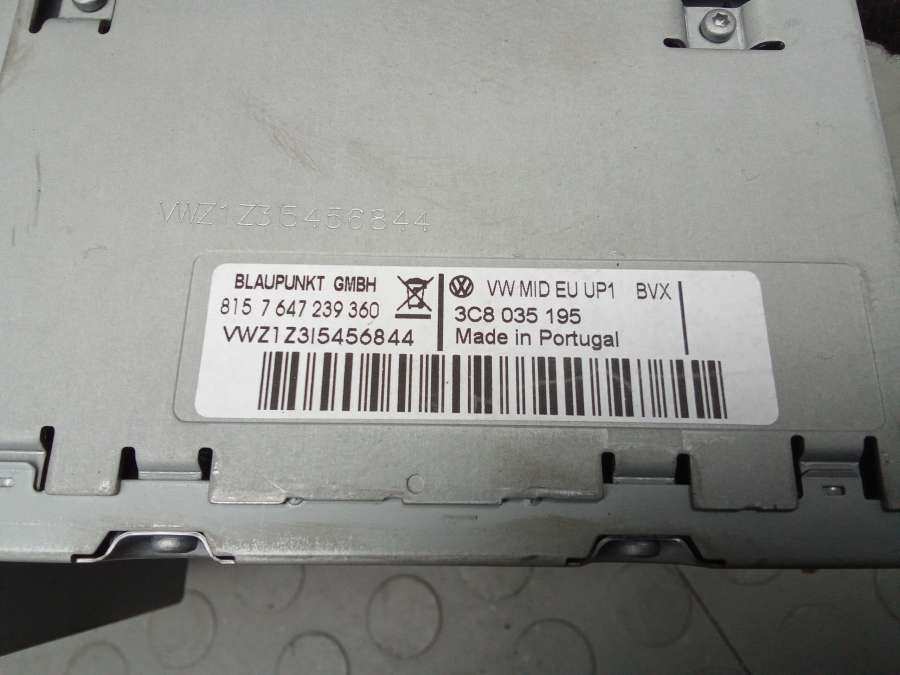 VWZ1Z3I5456844
BLAUPUNKT GMBH
815 7 647 239 360
VWZ1Z3I5456844
VW MID EU UP1 BVX
3C8 035 195
Made in Portugal